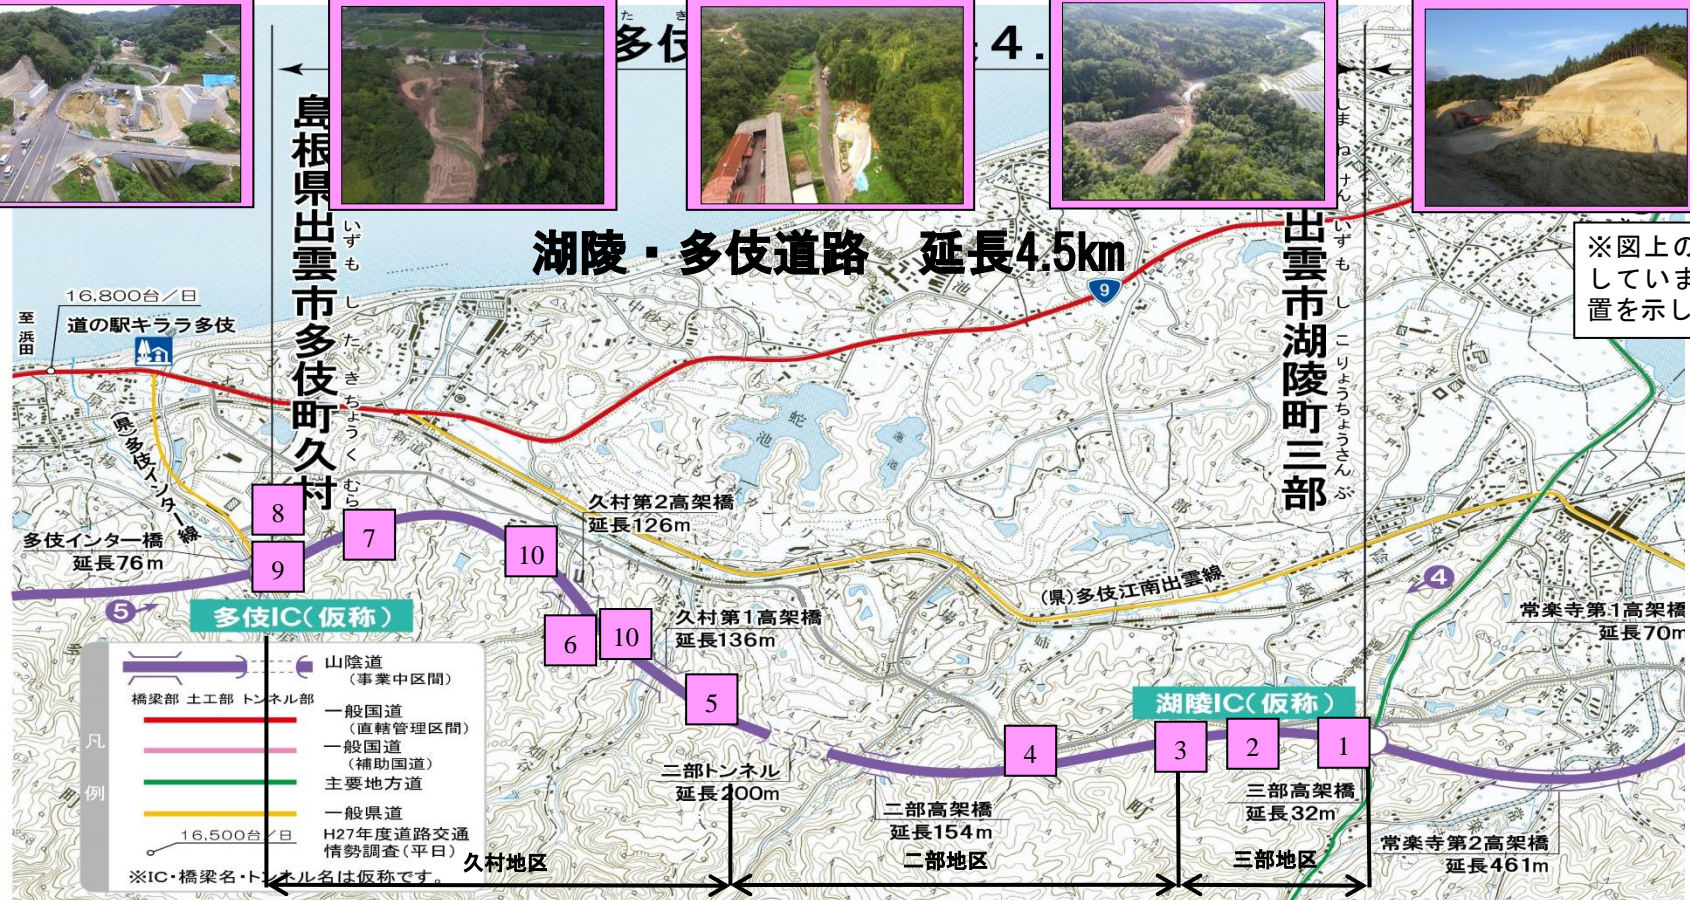 多伎
4.
島根県出雲市多伎町久村
いずも し たき ちょう く むら
湖陵・多伎道路　延長4.5km
しまねけん いずも し こりょうちょうさんぶ
出雲市湖陵町三部
※図上の
していま
置を示し
9
16,800台／日
至 浜田
道の駅キララ多伎
(県)多伎インター線
多伎インター橋
延長76m
8
9
7
10
久村第2高架橋
延長126m
蛇池
蓮池
5
多伎IC(仮称)
6
10
久村第1高架橋
延長136m
(県)多伎江南出雲線
姉谷
4
常楽寺第1高架橋
延長70m
5
湖陵IC(仮称)
4
3
2
1
二部トンネル
延長200m
二部高架橋
延長154m
三部高架橋
延長32m
常楽寺第2高架橋
延長461m
凡例
山陰道
(事業中区間)
橋梁部 土工部 トンネル部
一般国道
(直轄管理区間)
一般国道
(補助国道)
主要地方道
一般県道
16,500台／日
H27年度道路交通
情勢調査(平日)
※IC・橋梁名・トンネル名は仮称です。
久村地区
二部地区
三部地区